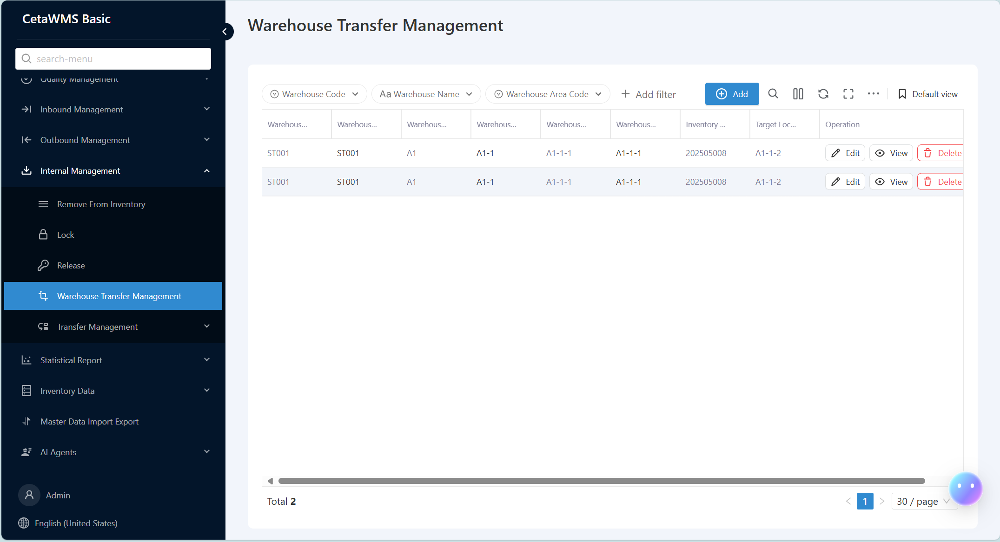 CetaWMS Basic
search-menu
Quality Management
Inbound Management
Outbound Management
Internal Management
Remove From Inventory
Lock
Release
Warehouse Transfer Management
Transfer Management
Statistical Report
Inventory Data
Master Data Import Export
AI Agents
Admin
English (United States)
Warehouse Transfer Management
Warehouse Code Aa Warehouse Name Warehouse Area Code + Add filter Add Default view
Warehous... Warehous... Warehous... Warehous... Warehous... Warehous... Inventory ... Target Loc... Operation
ST001 ST001 A1 A1-1 A1-1-1 A1-1-1 202505008 A1-1-2 Edit View Delete
ST001 ST001 A1 A1-1 A1-1-1 A1-1-1 202505008 A1-1-2 Edit View Delete
Total 2 < 1 > 30 / page